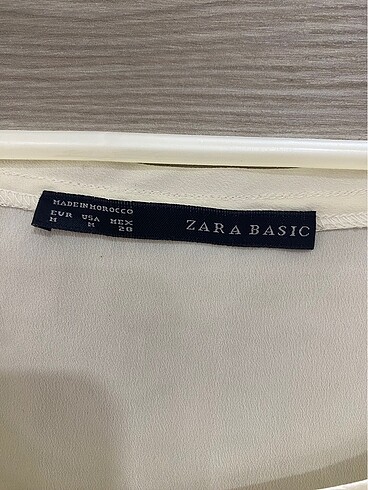 MADE IN MOROCCO
EUR USA MEX
M M 28
ZARA BASIC